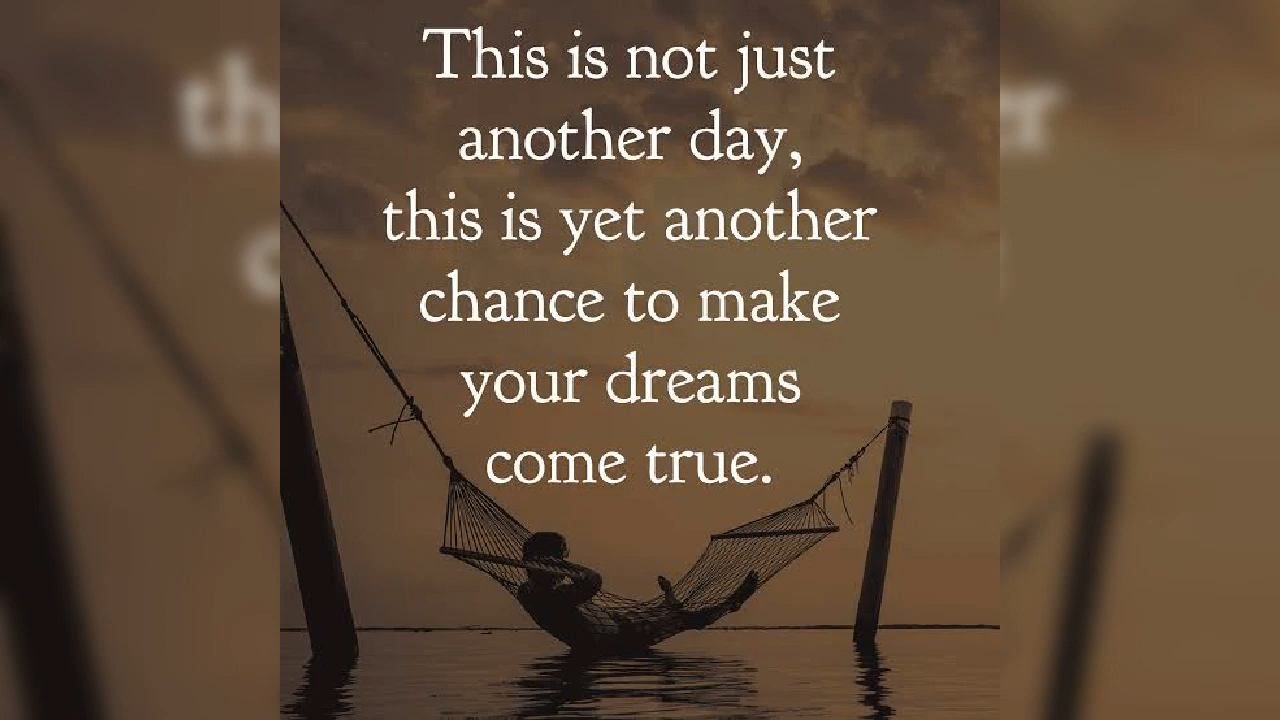 This is not just
another day,
this is yet another
chance to make
your dreams
come true.